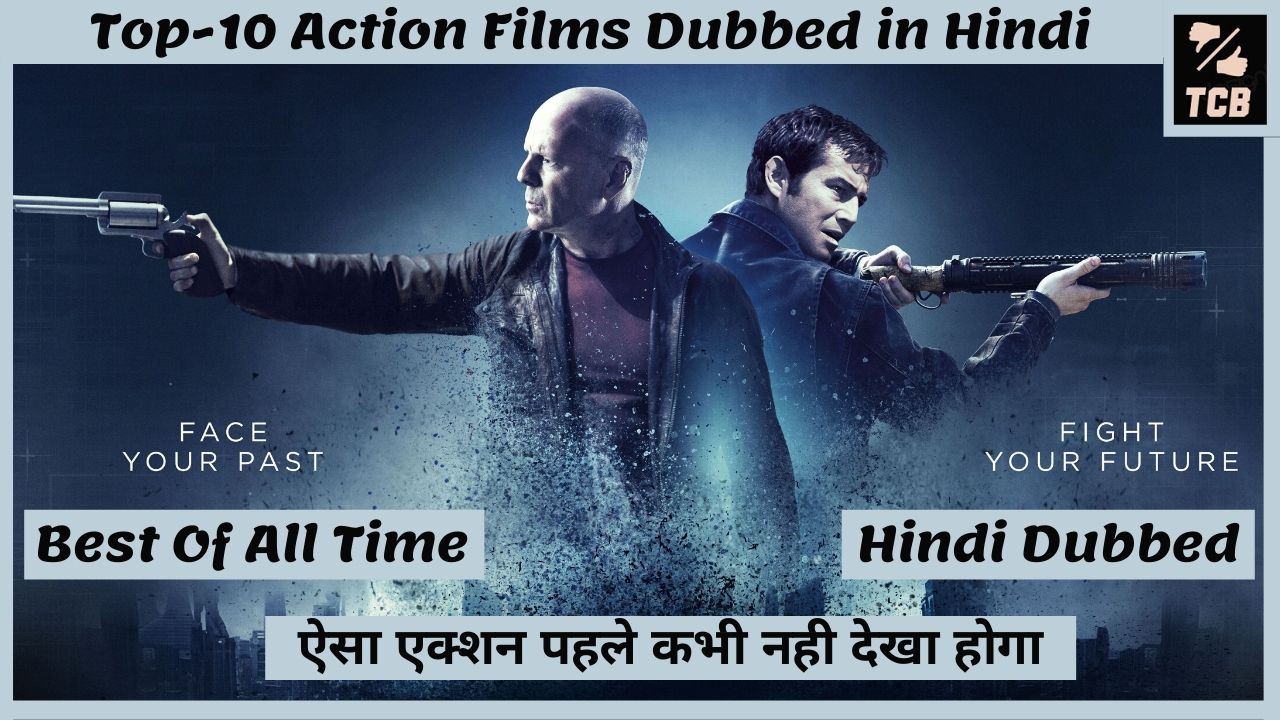 Top-10 Action Films Dubbed in Hindi
TCB
FACE
YOUR PAST
FIGHT
YOUR FUTURE
Best Of All Time
Hindi Dubbed
ऐसा एक्शन पहले कभी नही देखा होगा